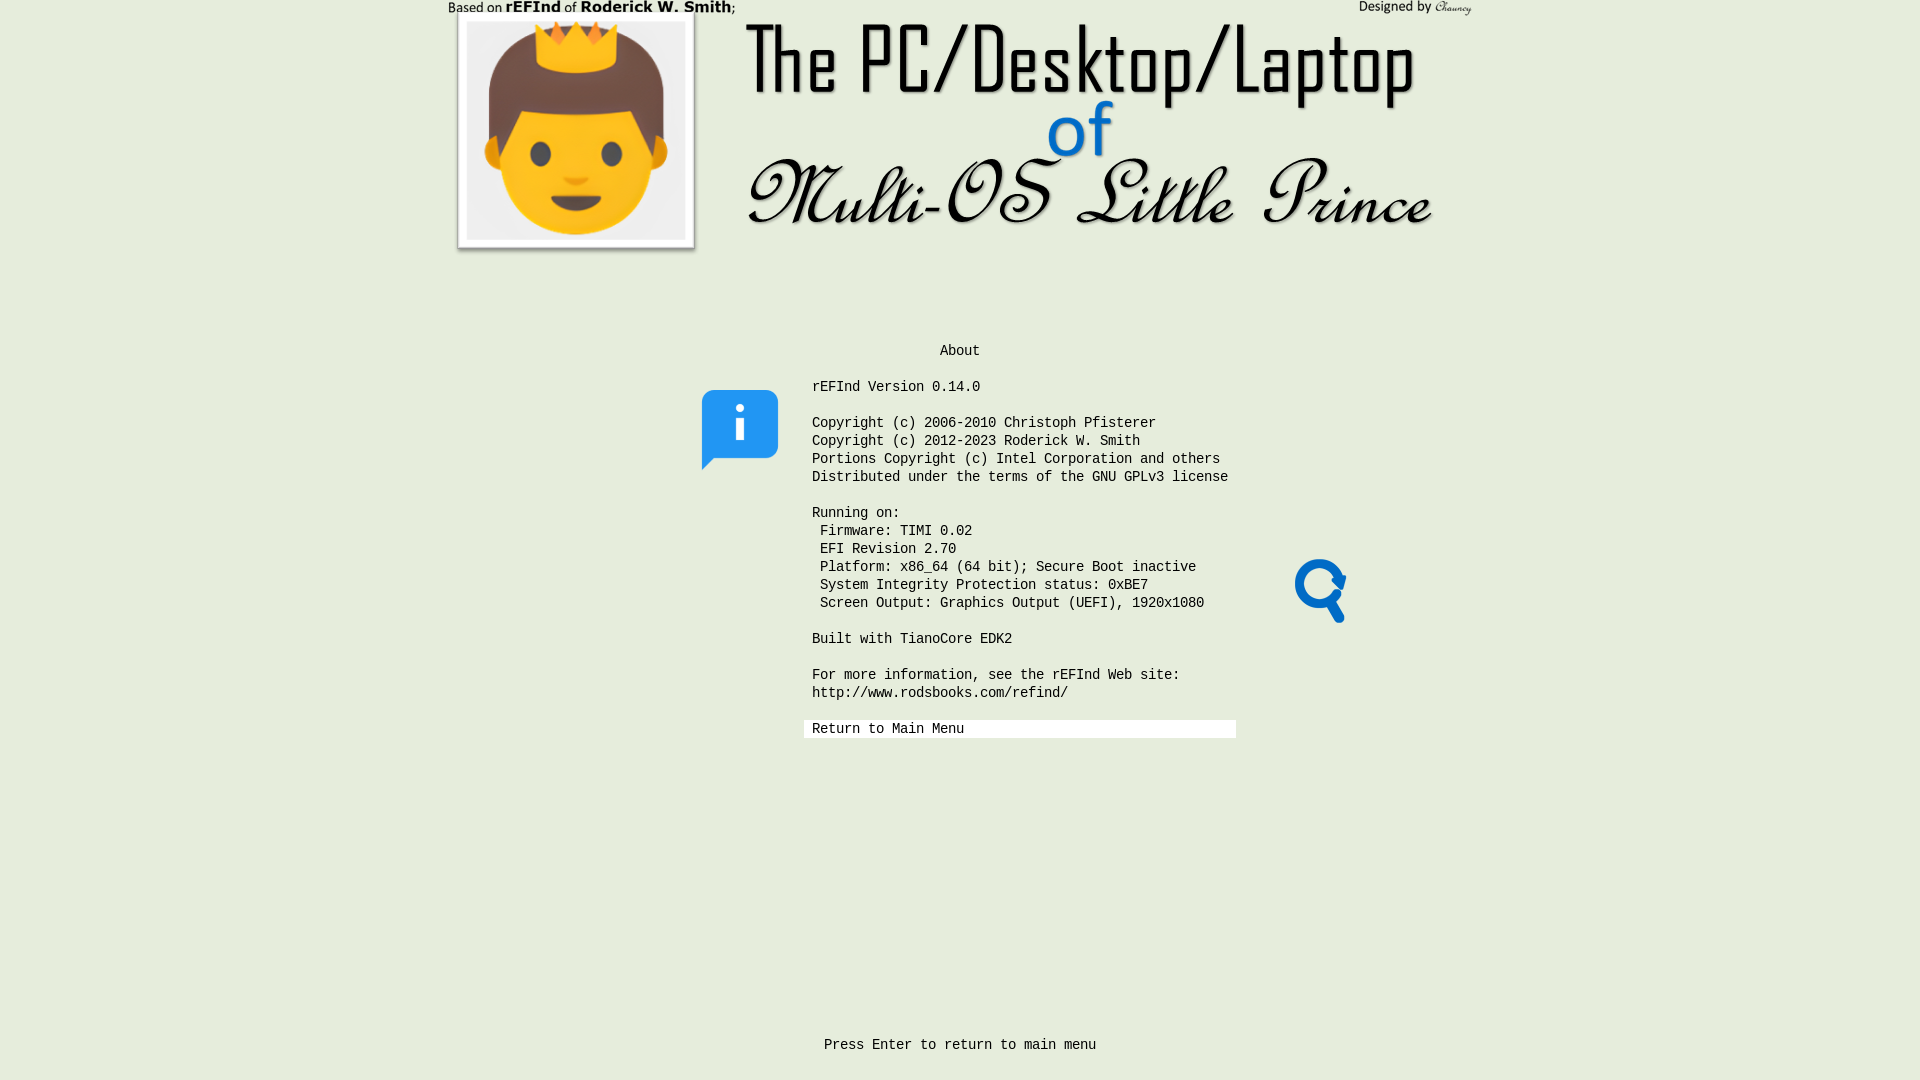 Based on rEFInd of Roderick W. Smith;
Designed by Chauncy
The PC/Desktop/Laptop
of
Multi-OS Little Prince
About
rEFInd Version 0.14.0
Copyright (c) 2006-2010 Christoph Pfisterer
Copyright (c) 2012-2023 Roderick W. Smith
Portions Copyright (c) Intel Corporation and others
Distributed under the terms of the GNU GPLv3 license
Running on:
Firmware: TIMI 0.02
EFI Revision 2.70
Platform: x86_64 (64 bit); Secure Boot inactive
System Integrity Protection status: 0xBE7
Screen Output: Graphics Output (UEFI), 1920x1080
Built with TianoCore EDK2
For more information, see the rEFInd Web site:
http://www.rodsbooks.com/refind/
Return to Main Menu
Press Enter to return to main menu